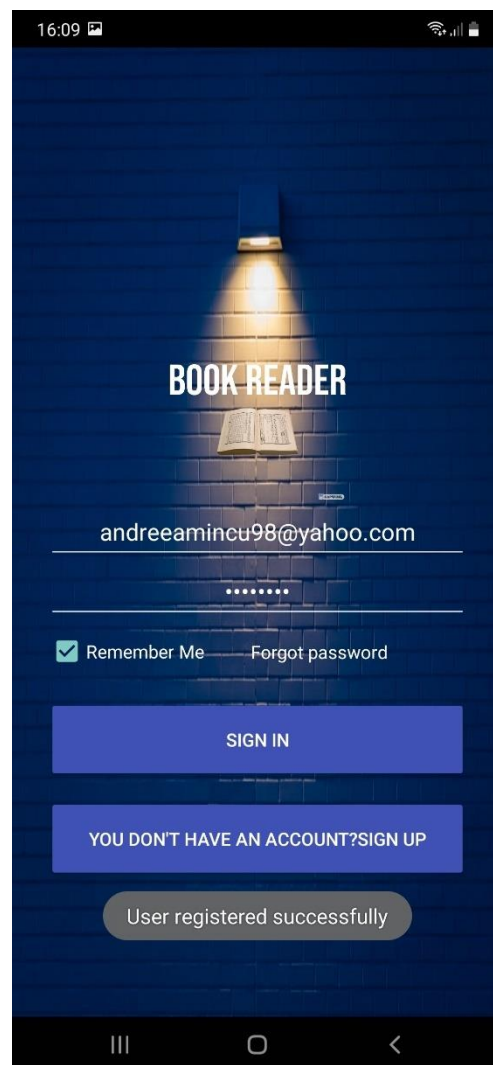 16:09
BOOK READER
andreeamincu98@yahoo.com
••••••••
Remember Me
Forgot password
SIGN IN
YOU DON'T HAVE AN ACCOUNT?SIGN UP
User registered successfully